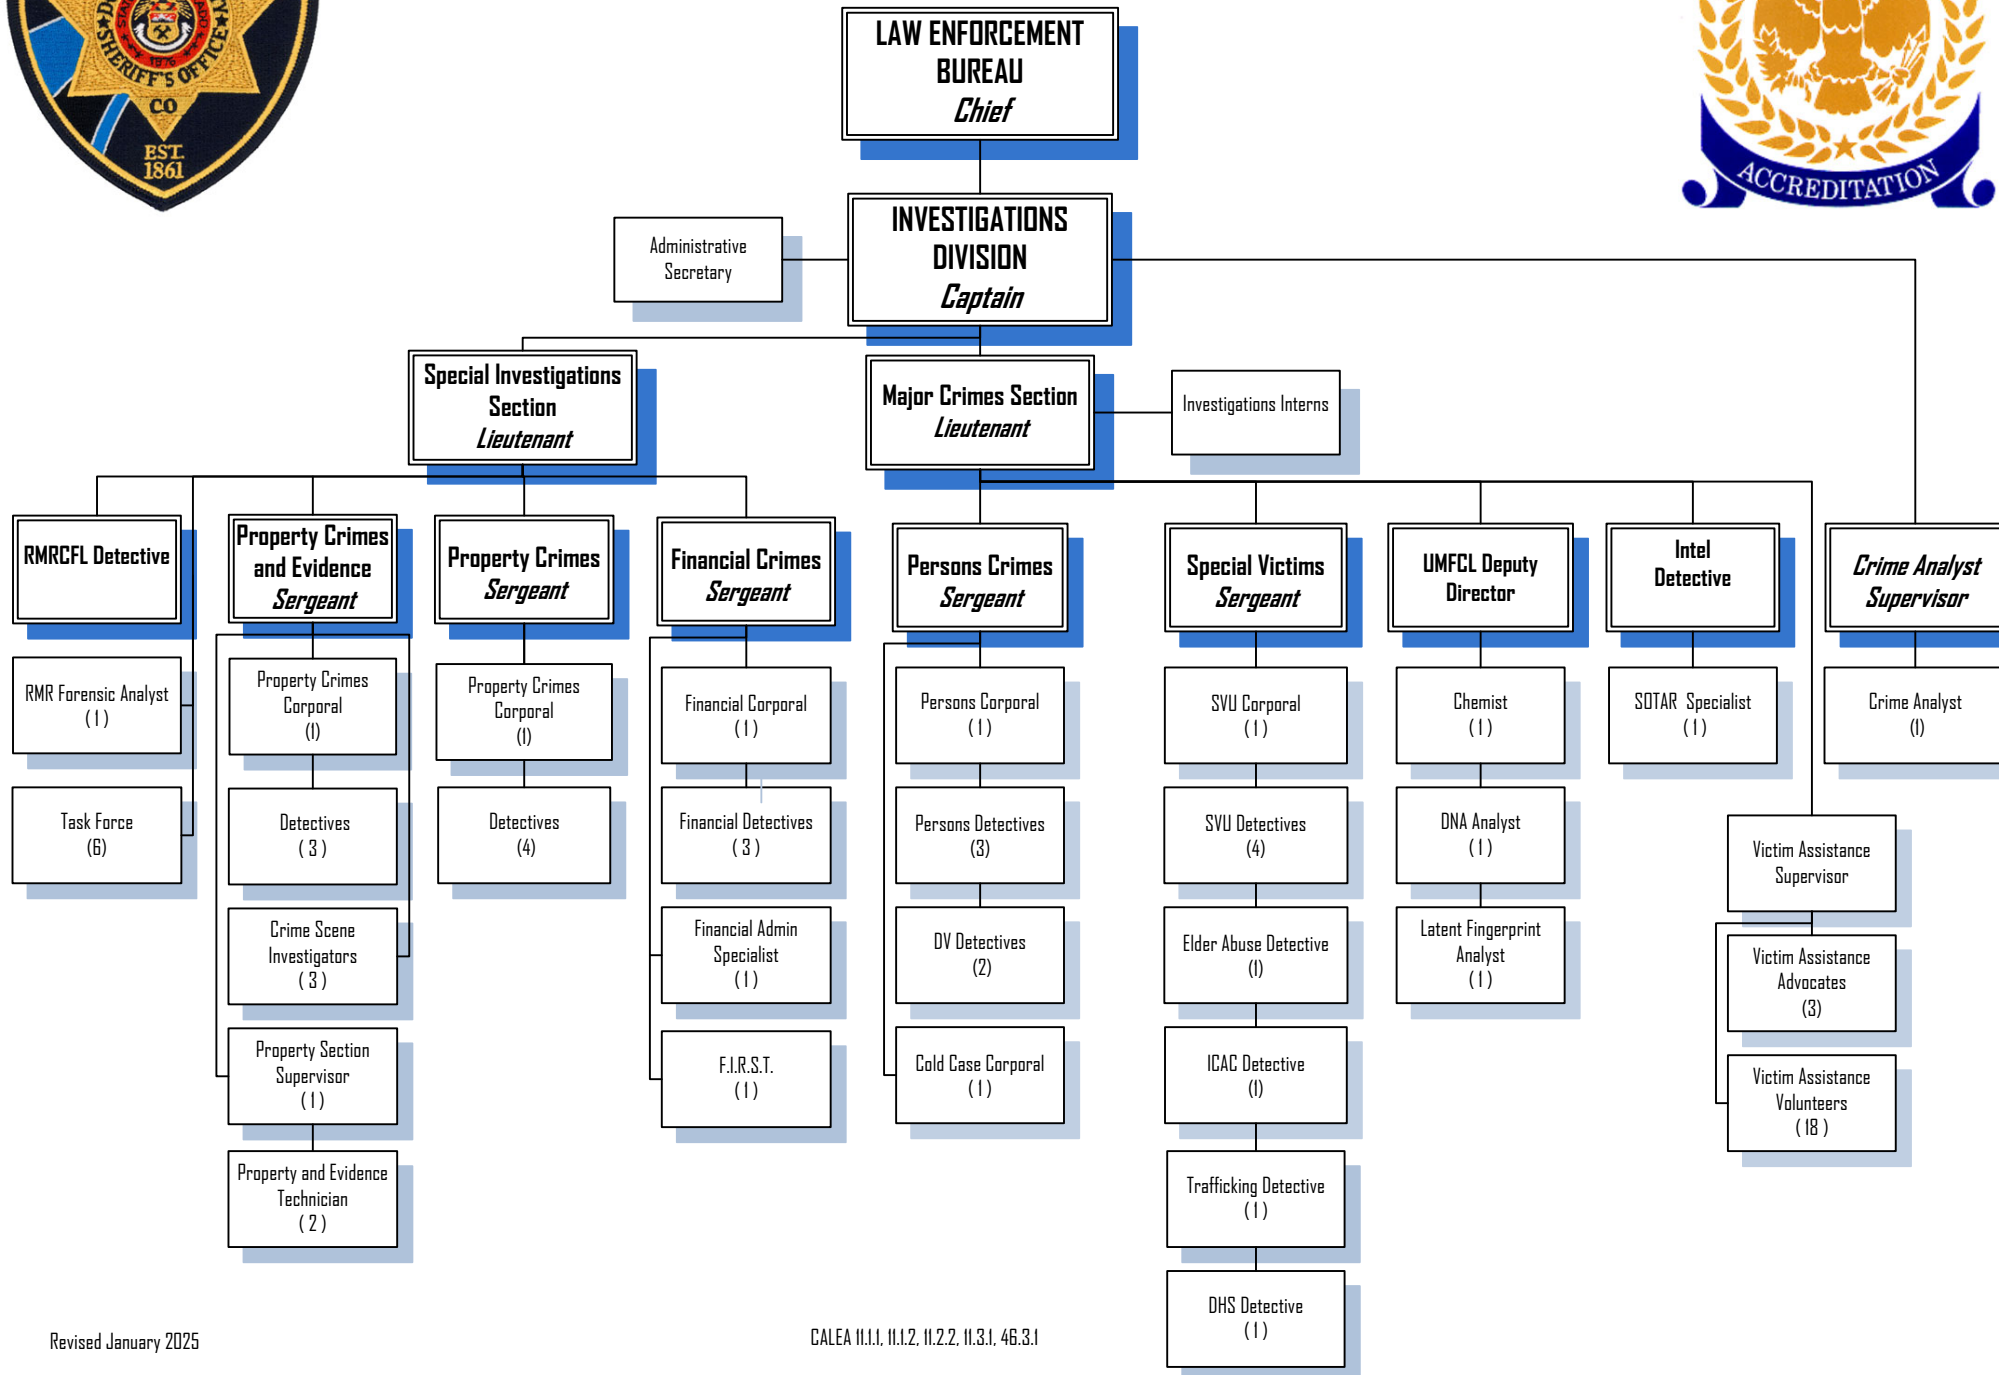 SHERIFF'S OFFICE
1876
CO
EST.
1861
ACCREDITATION
LAW ENFORCEMENT
BUREAU
Chief
INVESTIGATIONS
DIVISION
Captain
Administrative
Secretary
Special Investigations
Section
Lieutenant
Major Crimes Section
Lieutenant
Investigations Interns
RMRCFL Detective
Property Crimes
and Evidence
Sergeant
Property Crimes
Sergeant
Financial Crimes
Sergeant
Persons Crimes
Sergeant
Special Victims
Sergeant
UMFCL Deputy
Director
Intel
Detective
Crime Analyst
Supervisor
RMR Forensic Analyst
( 1 )
Property Crimes
Corporal
(1)
Property Crimes
Corporal
(1)
Financial Corporal
( 1 )
Persons Corporal
( 1 )
SVU Corporal
( 1 )
Chemist
( 1 )
SOTAR Specialist
( 1 )
Crime Analyst
(1)
Task Force
(6)
Detectives
( 3 )
Detectives
(4)
Financial Detectives
( 3 )
Persons Detectives
(3)
SVU Detectives
(4)
DNA Analyst
( 1 )
Victim Assistance
Supervisor
Crime Scene
Investigators
( 3 )
Financial Admin
Specialist
( 1 )
DV Detectives
(2)
Elder Abuse Detective
(1)
Latent Fingerprint
Analyst
( 1 )
Victim Assistance
Advocates
(3)
Property Section
Supervisor
( 1 )
F.I.R.S.T.
( 1 )
Cold Case Corporal
( 1 )
ICAC Detective
(1)
Victim Assistance
Volunteers
( 18 )
Property and Evidence
Technician
( 2 )
Trafficking Detective
( 1 )
DHS Detective
( 1 )
Revised January 2025
CALEA 11.1.1, 11.1.2, 11.2.2, 11.3.1, 46.3.1